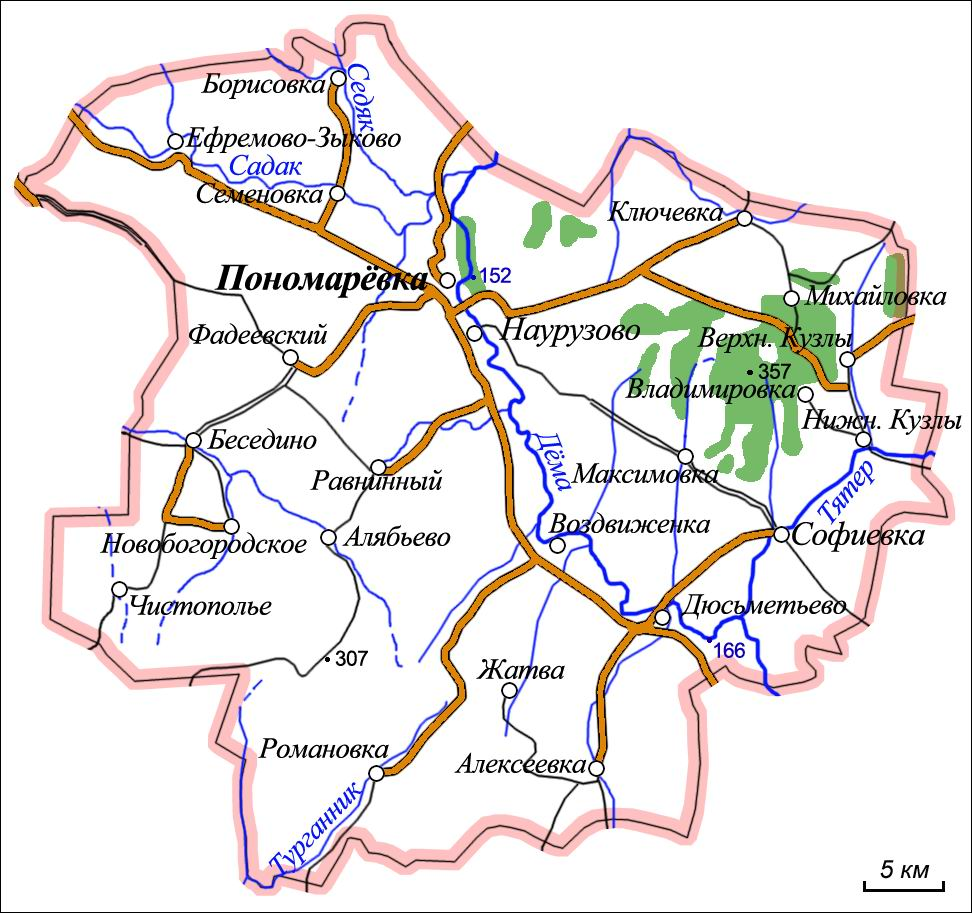 Борисовка
Седяк
Ефремово-Зыково
Садак
Семеновка
Ключевка
Пономарёвка
152
Михайловка
Фадеевский
Наурузово
Верхн. Кузлы
357
Владимировка
Нижн. Кузлы
Беседино
Дёма
Равнинный
Максимовка
Тятер
Новобогородское
Алябьево
Воздвиженка
Софиевка
Чистополье
Дюсьметьево
307
166
Жатва
Романовка
Алексеевка
Турганник
5 км